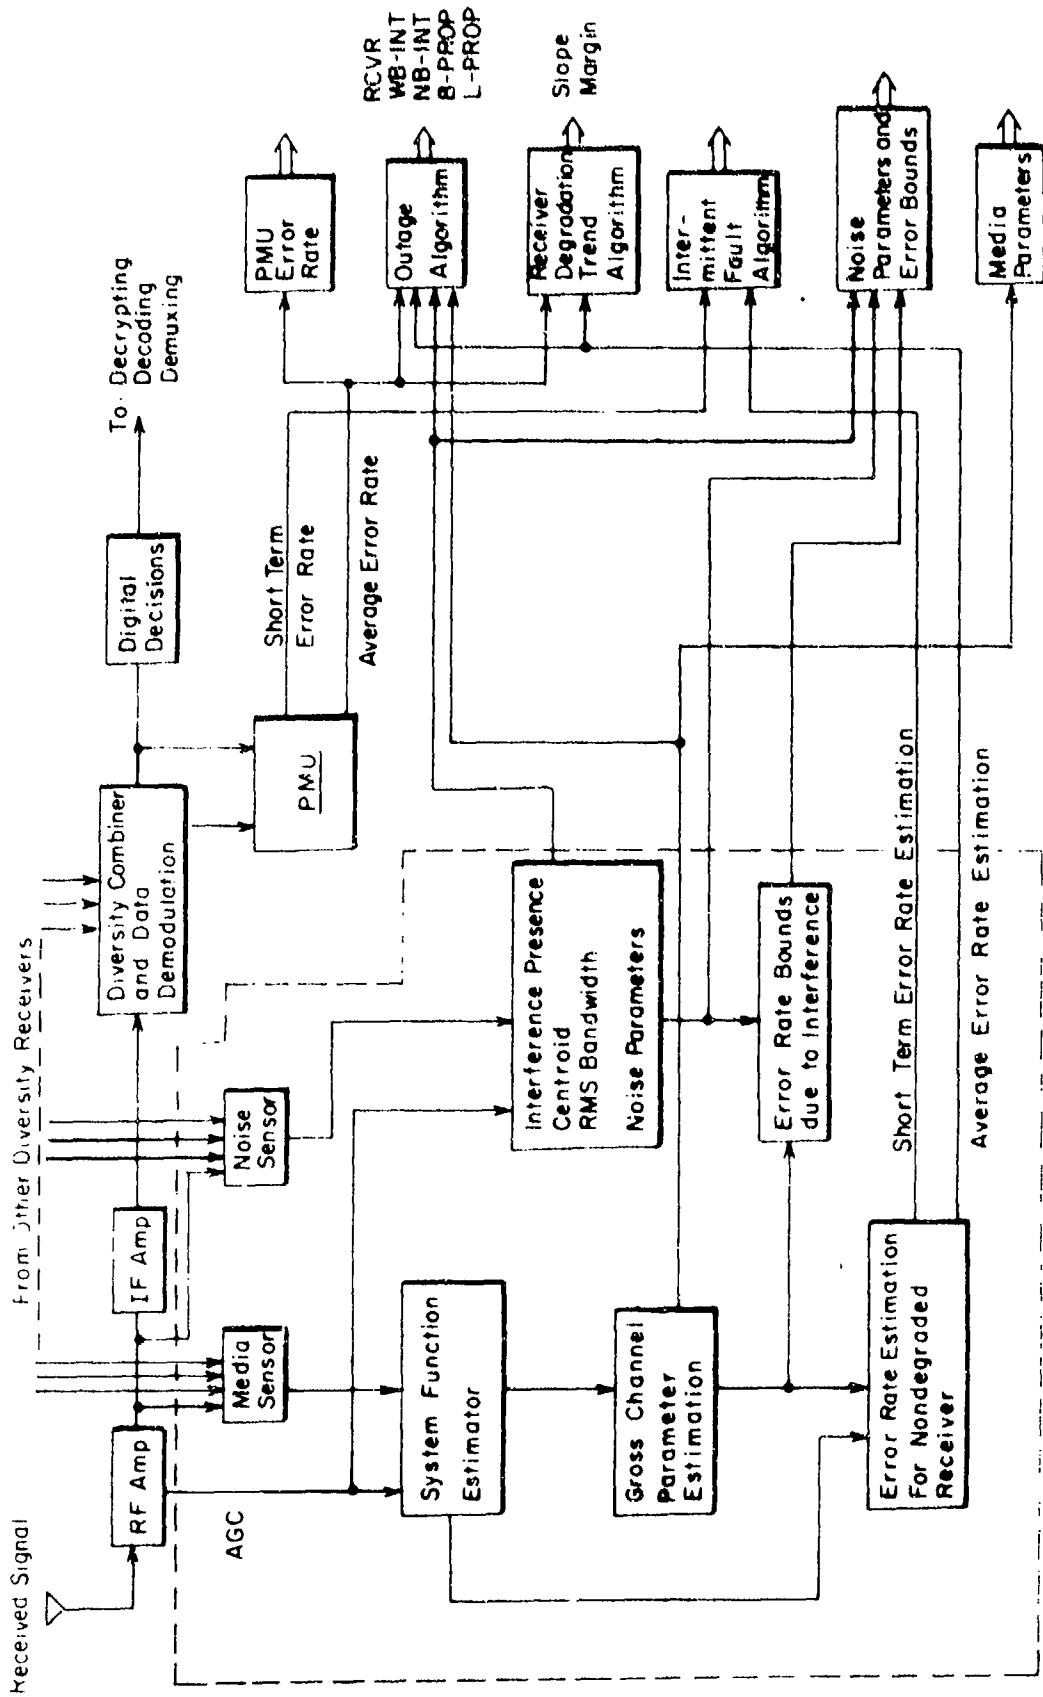 Received Signal
From Other Diversity Receivers
RF Amp
IF Amp
Diversity Combiner
and Data
Demodulation
Digital
Decisions
To Decrypting
Decoding
Demuxing
AGC
Media
Sensor
Noise
Sensor
PMU
Short Term
Error Rate
Average Error Rate
PMU
Error
Rate
Outage
Algorithm
RCVR
WB-INT
NB-INT
B-PROP
L-PROP
Receiver
Degradation
Trend
Algorithm
Slope
Margin
Inter-
mittent
Fault
Algorithm
Noise
Parameters and
Error Bounds
Media
Parameters
System Function
Estimator
Interference Presence
Centroid
RMS Bandwidth
Noise Parameters
Gross Channel
Parameter
Estimation
Error Rate Bounds
due to Interference
Error Rate Estimation
For Nondegraded
Receiver
Short Term Error Rate Estimation
Average Error Rate Estimation